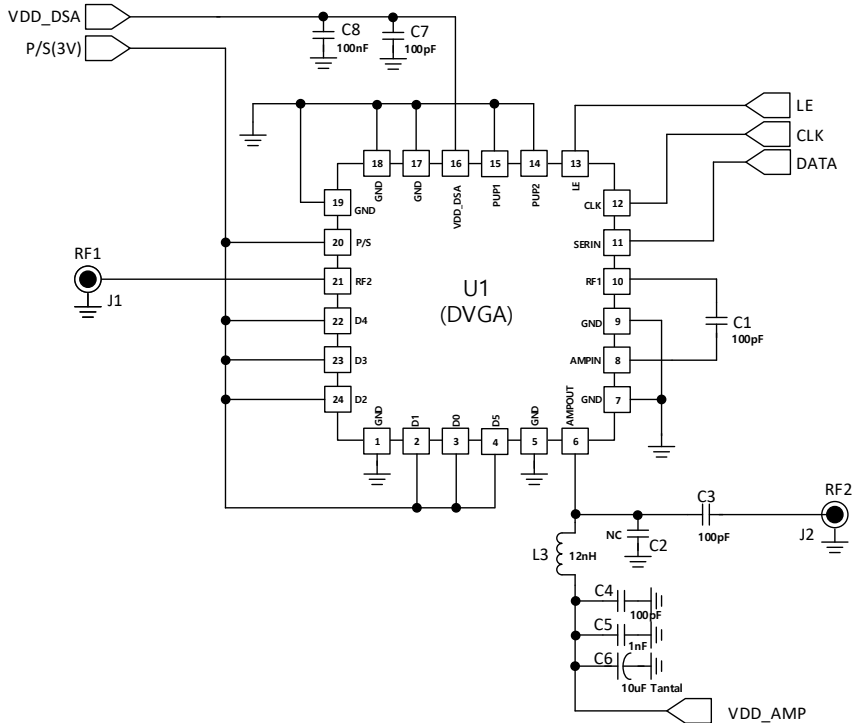 VDD_DSA
P/S(3V)
C8
100nF
C7
100pF
LE
CLK
DATA
18
17
16
15
14
13
GND
GND
VDD_DSA
PUP1
PUP2
LE
19
GND
12
CLK
20
P/S
11
SERIN
RF1
J1
21
RF2
10
RF1
U1
(DVGA)
22
D4
9
GND
C1
100pF
23
D3
8
AMPIN
24
D2
7
GND
GND
D1
D0
D5
GND
AMPOUT
1
2
3
4
5
6
C3
100pF
RF2
J2
NC
C2
L3
12nH
C4
100pF
C5
1nF
C6
10uF Tantal
VDD_AMP